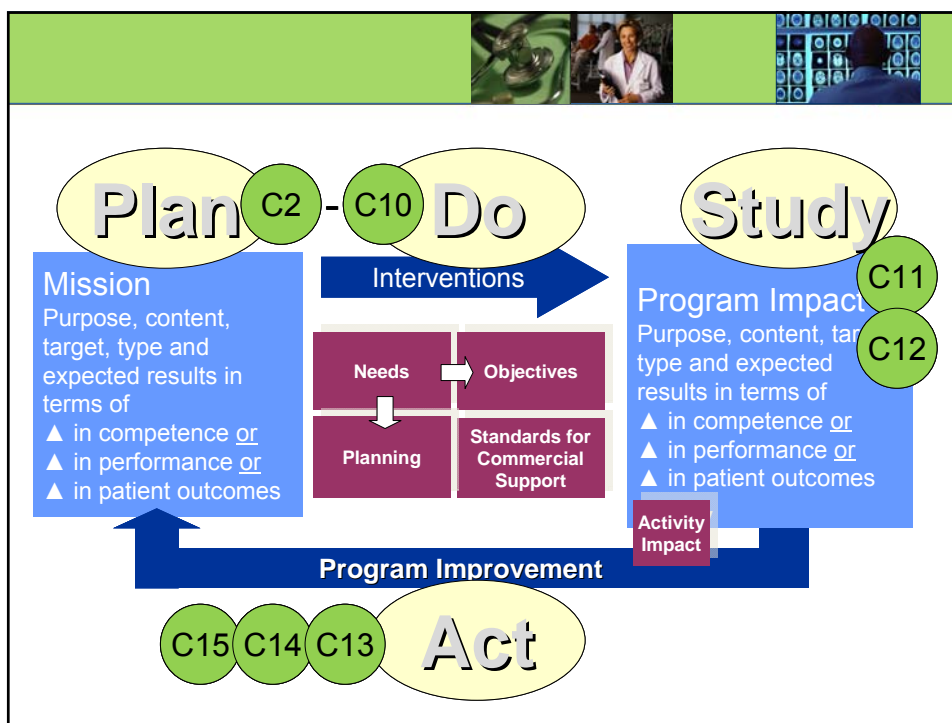 Plan
C2
-
C10
Do
Study
C11
C12
Mission
Purpose, content,
target, type and
expected results in
terms of
▲ in competence or
▲ in performance or
▲ in patient outcomes
Interventions
Needs
Objectives
Planning
Standards for
Commercial
Support
Program Impact
Purpose, content,
type and expected
results in terms of
▲ in competence or
▲ in performance or
▲ in patient outcomes
Activity
Impact
Program Improvement
C15
C14
C13
Act